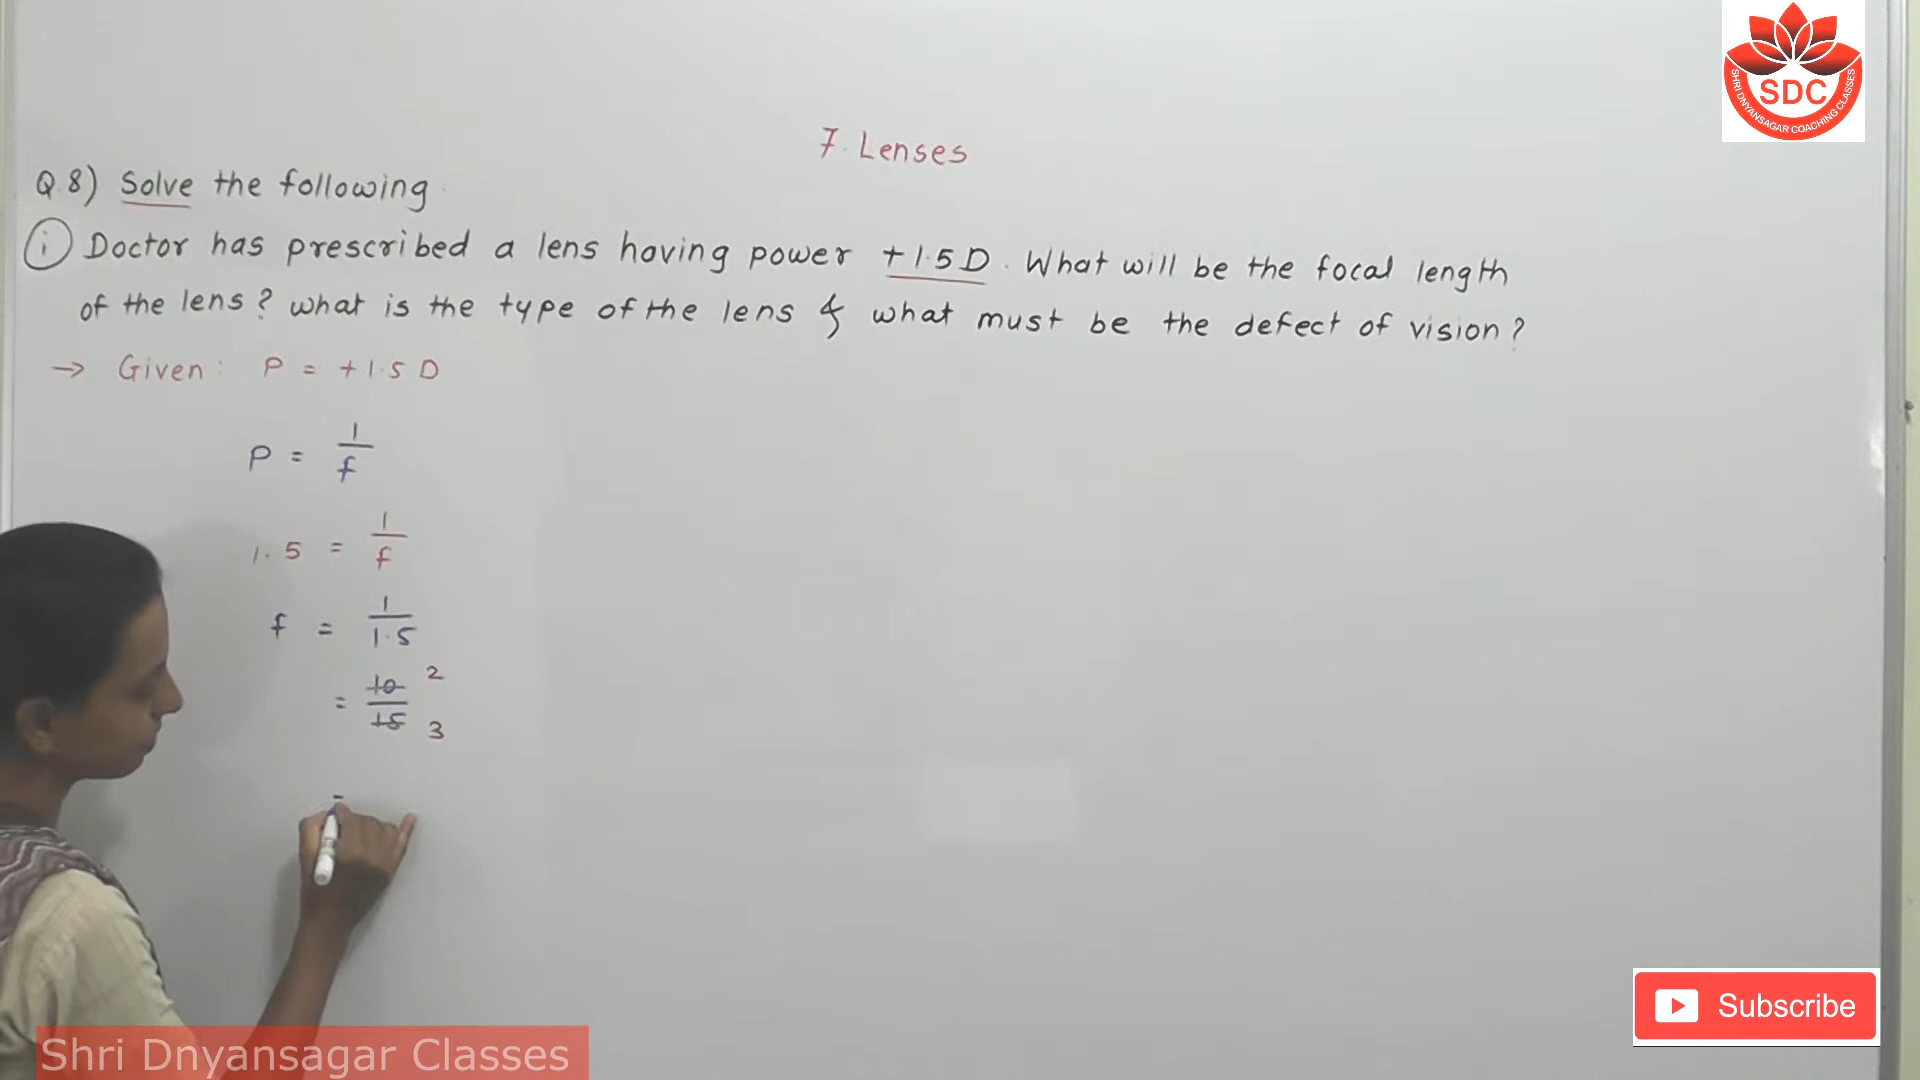 SDC
SHRI DNYANSAGAR COACHING CLASSES
7. Lenses
Q.8) Solve the following.
i Doctor has prescribed a lens having power +1.5D. What will be the focal length
of the lens? what is the type of the lens & what must be the defect of vision?
→ Given: P = +1.5 D
P = 1/f
1.5 = 1/f
f = 1/1.5
= 10/15 2 3
=
Subscribe
Shri Dnyansagar Classes